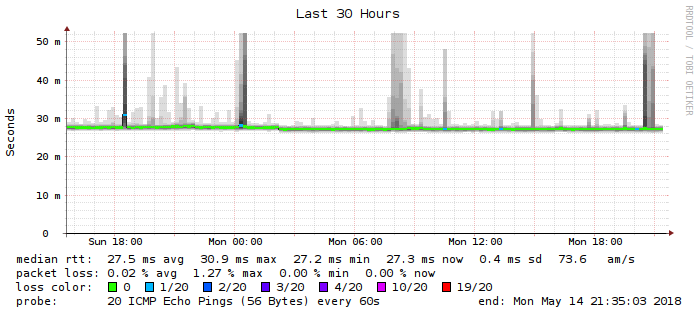 Last 30 Hours
RRDTOOL / TOBI OETIKER
Seconds
50 m
40 m
30 m
20 m
10 m
0
Sun 18:00 Mon 00:00 Mon 06:00 Mon 12:00 Mon 18:00
median rtt: 27.5 ms avg 30.9 ms max 27.2 ms min 27.3 ms now 0.4 ms sd 73.6 am/s
packet loss: 0.02 % avg 1.27 % max 0.00 % min 0.00 % now
loss color: 0 1/20 2/20 3/20 4/20 10/20 19/20
probe: 20 ICMP Echo Pings (56 Bytes) every 60s end: Mon May 14 21:35:03 2018